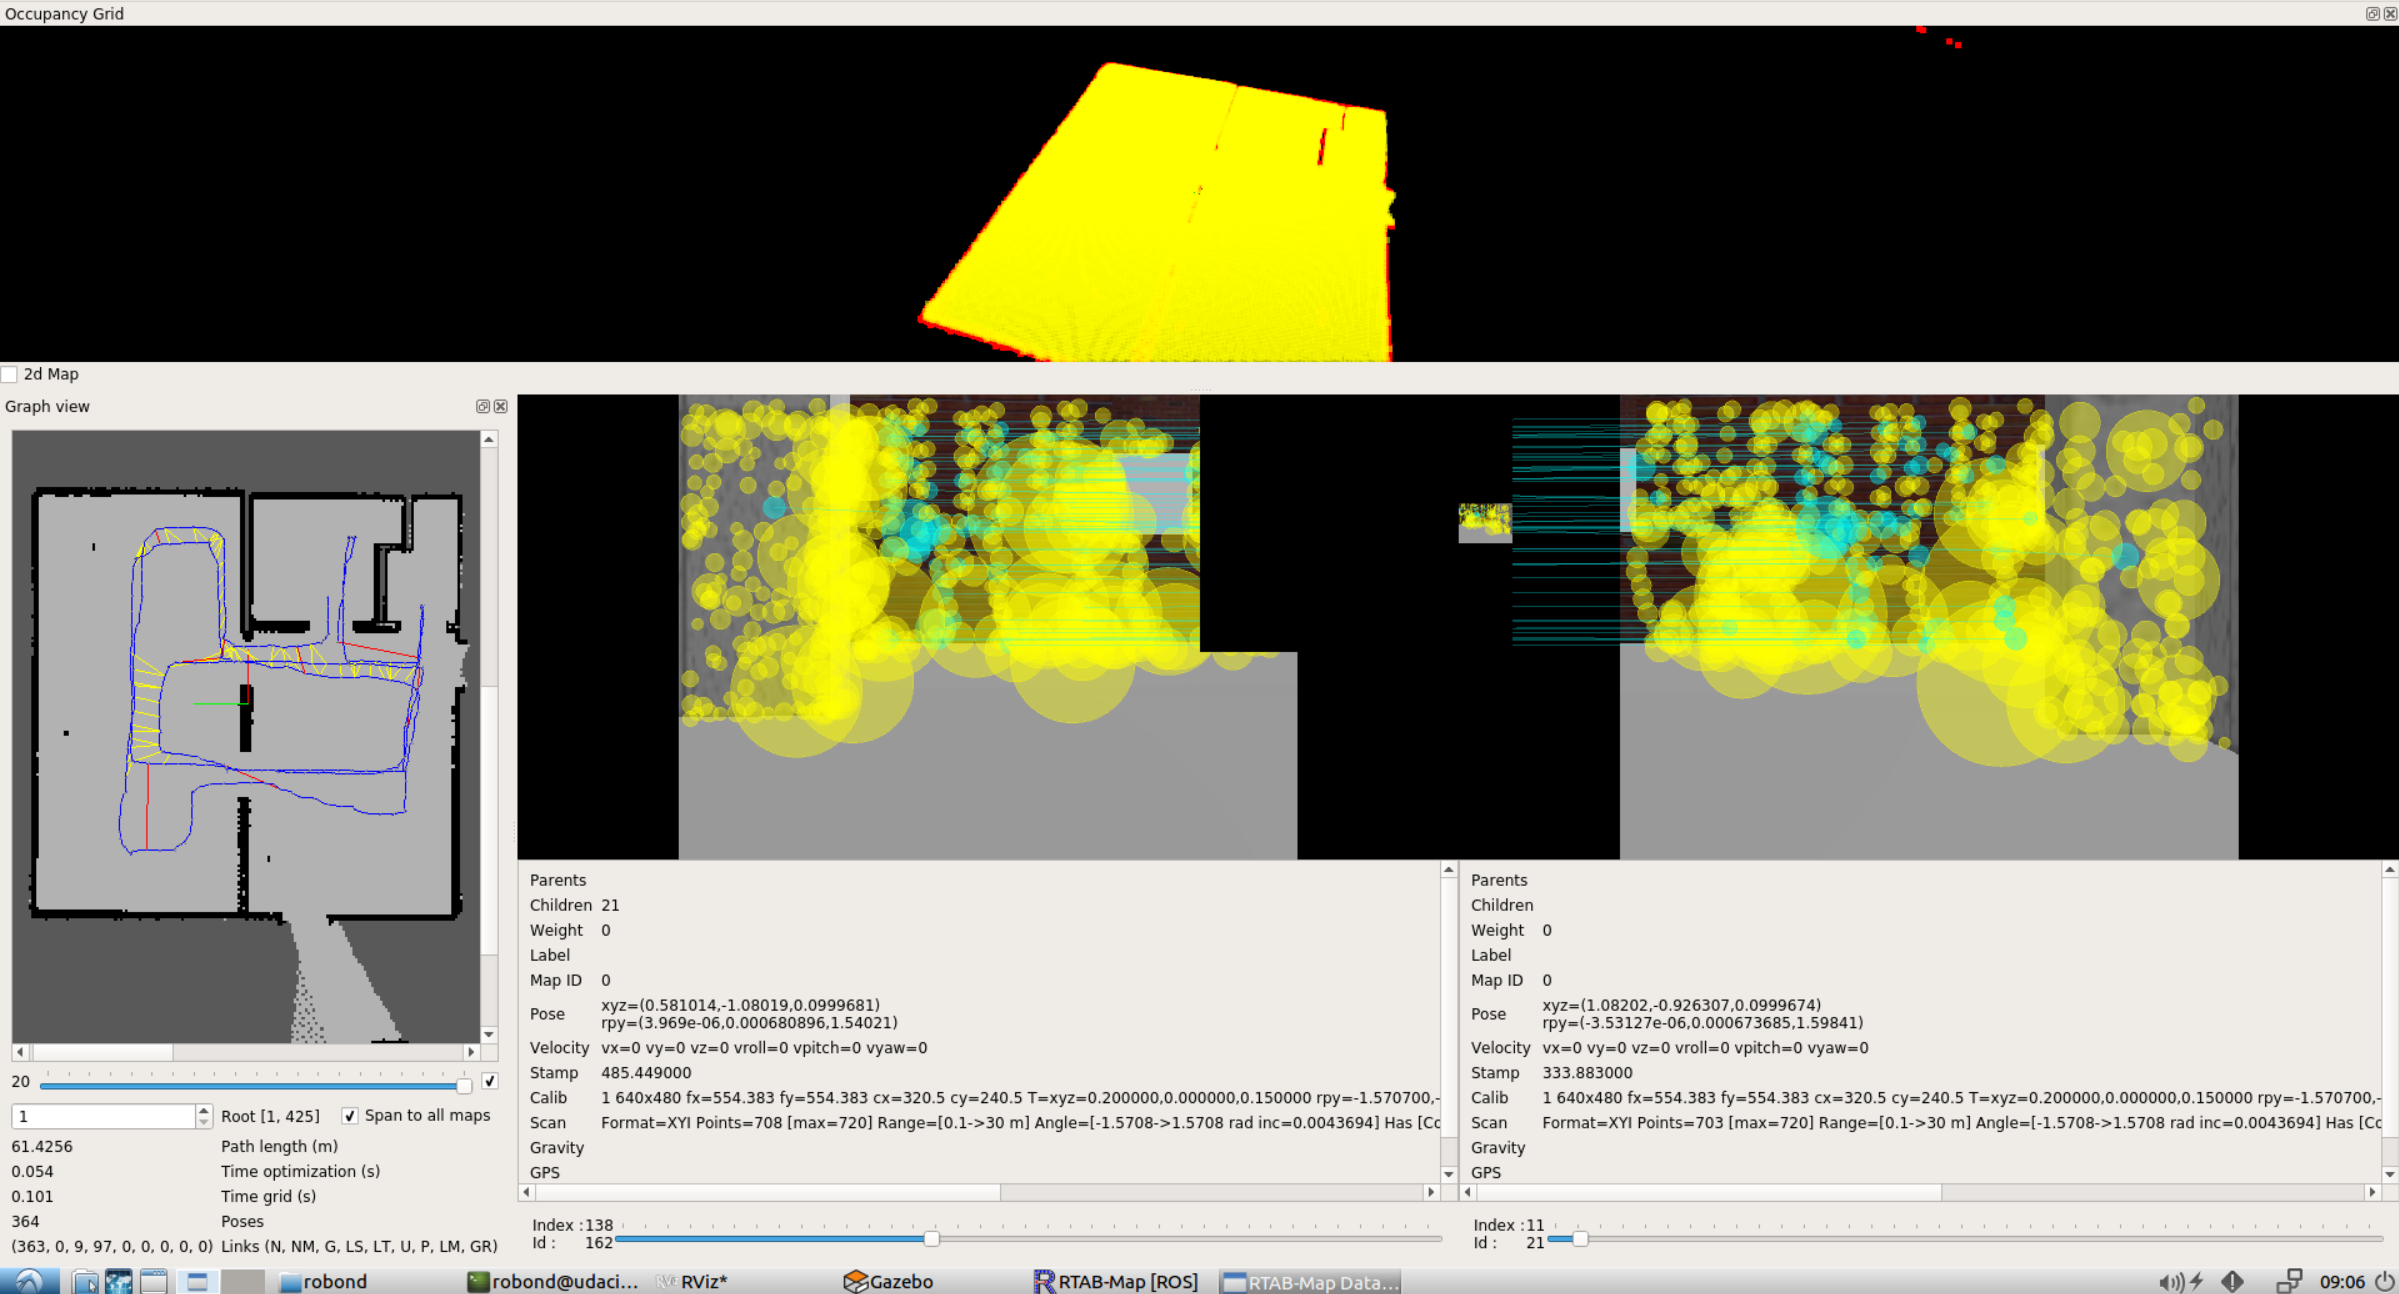 Occupancy Grid
2d Map
Graph view
20
1 Root [1, 425] Span to all maps
61.4256 Path length (m)
0.054 Time optimization (s)
0.101 Time grid (s)
364 Poses
(363, 0, 9, 97, 0, 0, 0, 0, 0) Links (N, NM, G, LS, LT, U, P, LM, GR)
Parents
Children 21
Weight 0
Label
Map ID 0
Pose xyz=(0.581014,-1.08019,0.0999681)
rpy=(3.969e-06,0.000680896,1.54021)
Velocity vx=0 vy=0 vz=0 vroll=0 vpitch=0 vyaw=0
Stamp 485.449000
Calib 1 640x480 fx=554.383 fy=554.383 cx=320.5 cy=240.5 T=xyz=0.200000,0.000000,0.150000 rpy=-1.570700,-
Scan Format=XYI Points=708 [max=720] Range=[0.1->30 m] Angle=[-1.5708->1.5708 rad inc=0.0043694] Has [Co
Gravity
GPS
Index : 138
Id : 162
Parents
Children
Weight 0
Label
Map ID 0
Pose xyz=(1.08202,-0.926307,0.0999674)
rpy=(-3.53127e-06,0.000673685,1.59841)
Velocity vx=0 vy=0 vz=0 vroll=0 vpitch=0 vyaw=0
Stamp 333.883000
Calib 1 640x480 fx=554.383 fy=554.383 cx=320.5 cy=240.5 T=xyz=0.200000,0.000000,0.150000 rpy=-1.570700,-
Scan Format=XYI Points=703 [max=720] Range=[0.1->30 m] Angle=[-1.5708->1.5708 rad inc=0.0043694] Has [Co
Gravity
GPS
Index : 11
Id : 21
robond robond@udaci... RViz* Gazebo RTAB-Map [ROS] RTAB-Map Data... 09:06